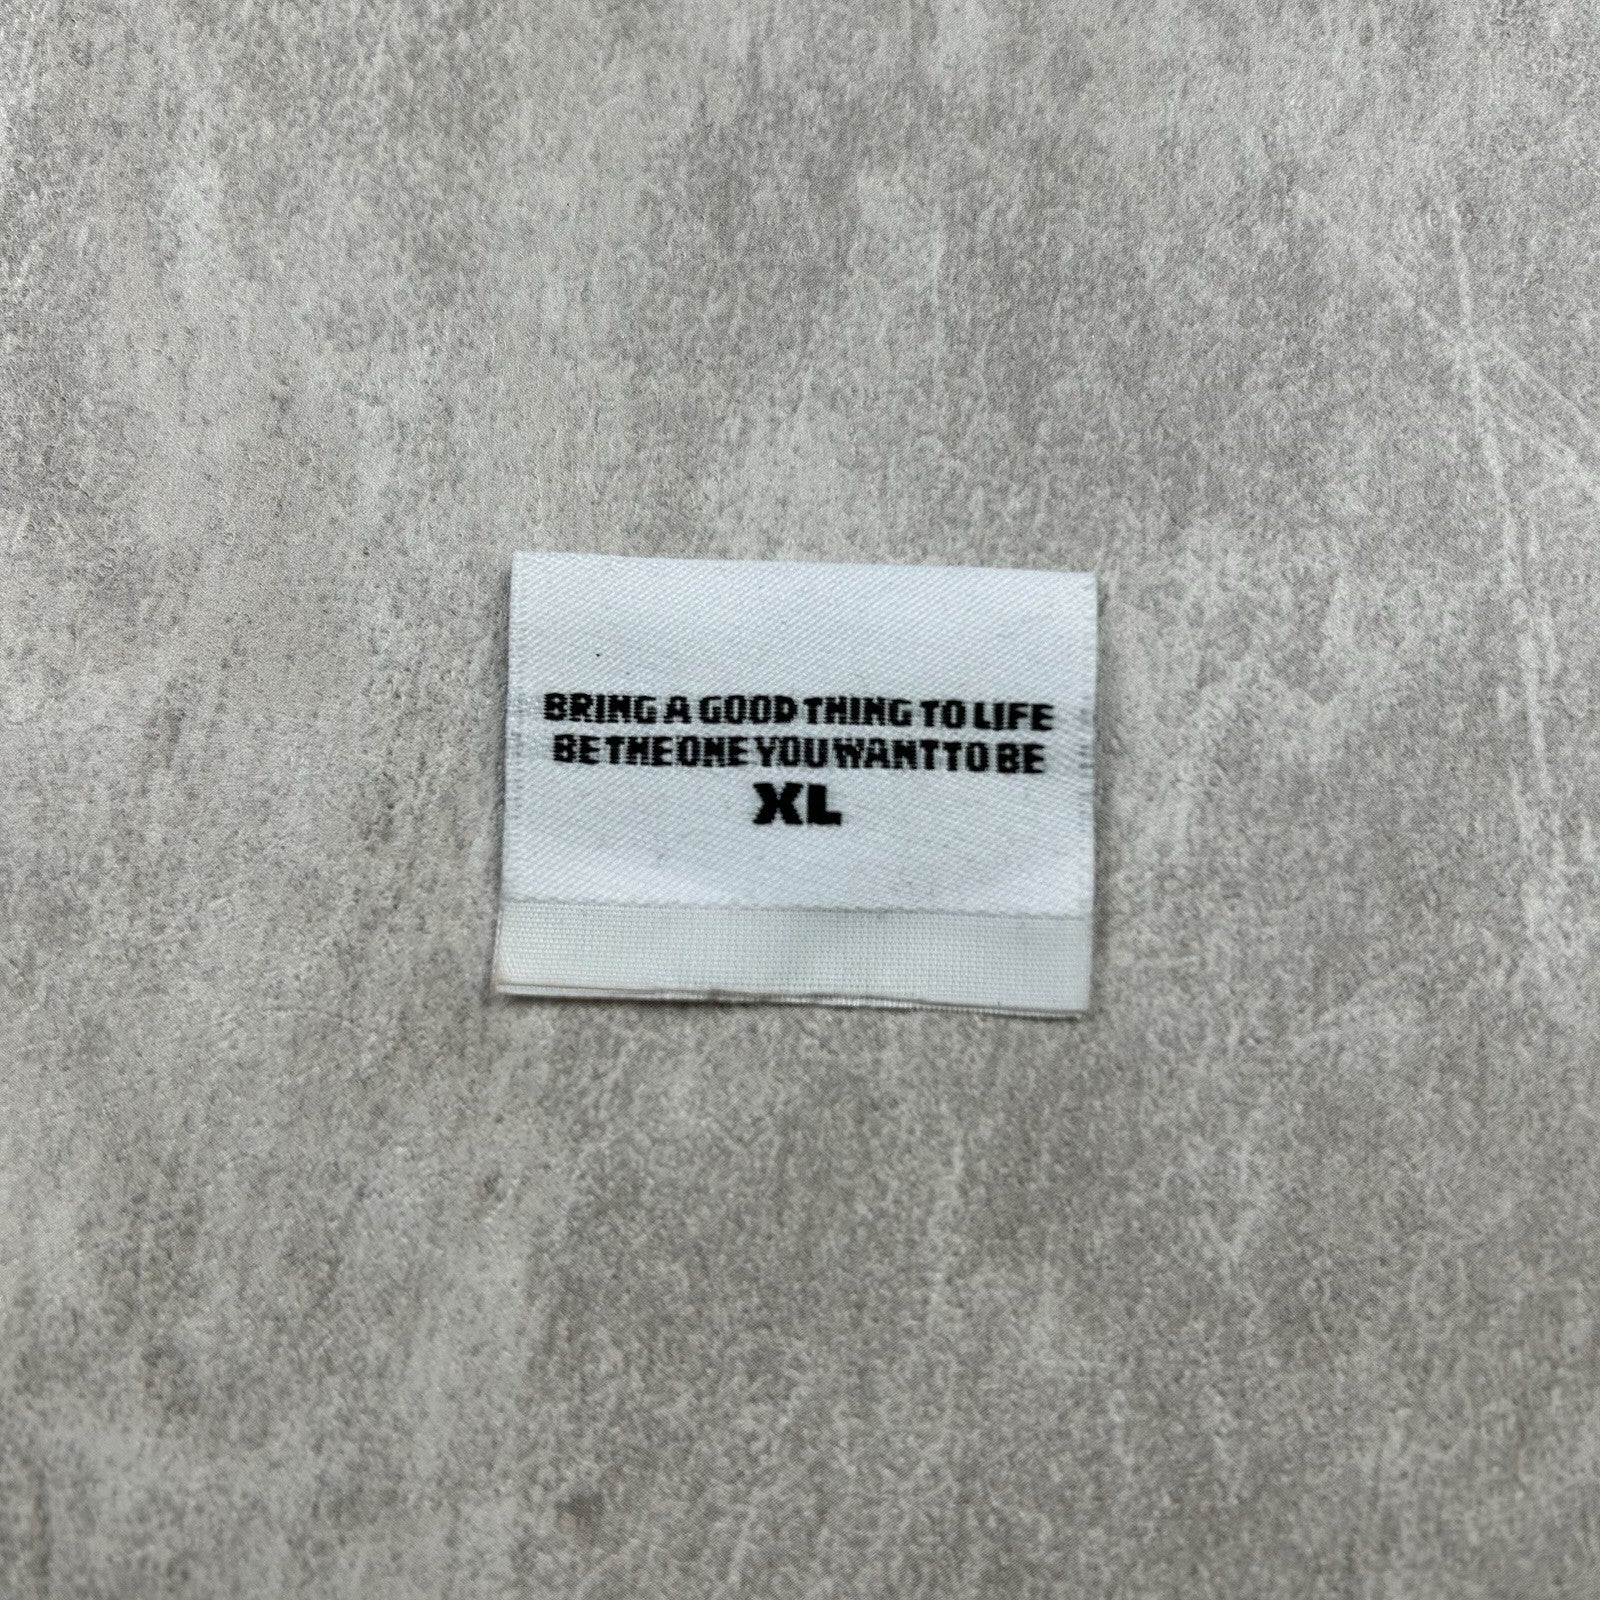 BRING A GOOD THING TO LIFE
BE THE ONE YOU WANT TO BE
XL